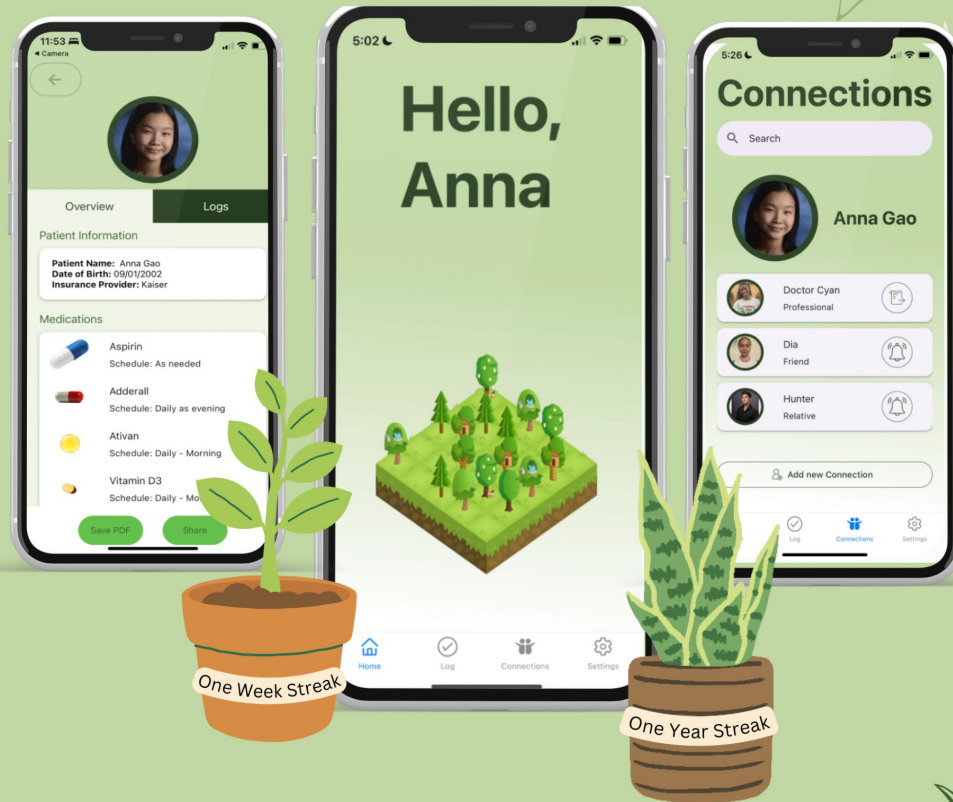 11:53
Camera
Overview
Logs
Patient Information
Patient Name: Anna Gao
Date of Birth: 09/01/2002
Insurance Provider: Kaiser
Medications
Aspirin
Schedule: As needed
Adderall
Schedule: Daily as evening
Ativan
Schedule: Daily - Morning
Vitamin D3
Schedule: Daily -
Save PDF
Share
One Week Streak
5:02
Hello,
Anna
Home
Log
Connections
Settings
5:26
Connections
Search
Anna Gao
Doctor Cyan
Professional
Dia
Friend
Hunter
Relative
Add new Connection
Log
Connections
Settings
One Year Streak